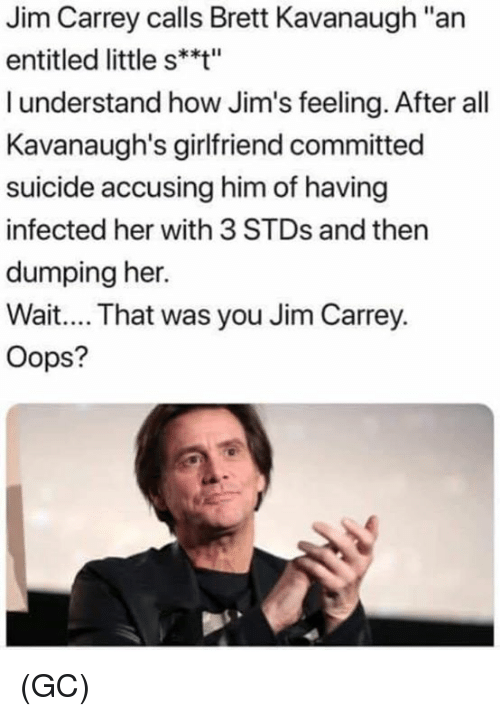 Jim Carrey calls Brett Kavanaugh "an
entitled little s**t"
I understand how Jim's feeling. After all
Kavanaugh's girlfriend committed
suicide accusing him of having
infected her with 3 STDs and then
dumping her.
Wait.... That was you Jim Carrey.
Oops?
(GC)